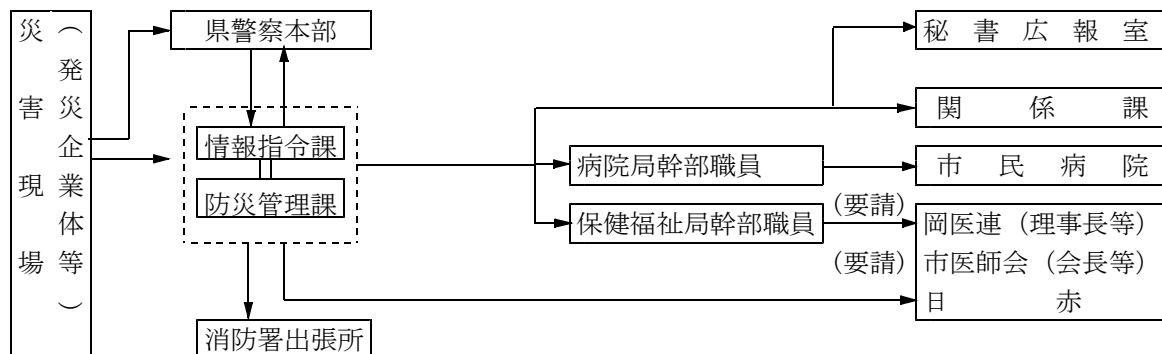 災害現場
（発災企業体等）
県警察本部
情報指令課
防災管理課
消防署出張所
病院局幹部職員
保健福祉局幹部職員
（要請）
（要請）
秘書広報室
関係課
市民病院
岡医連（理事長等）
市医師会（会長等）
日赤